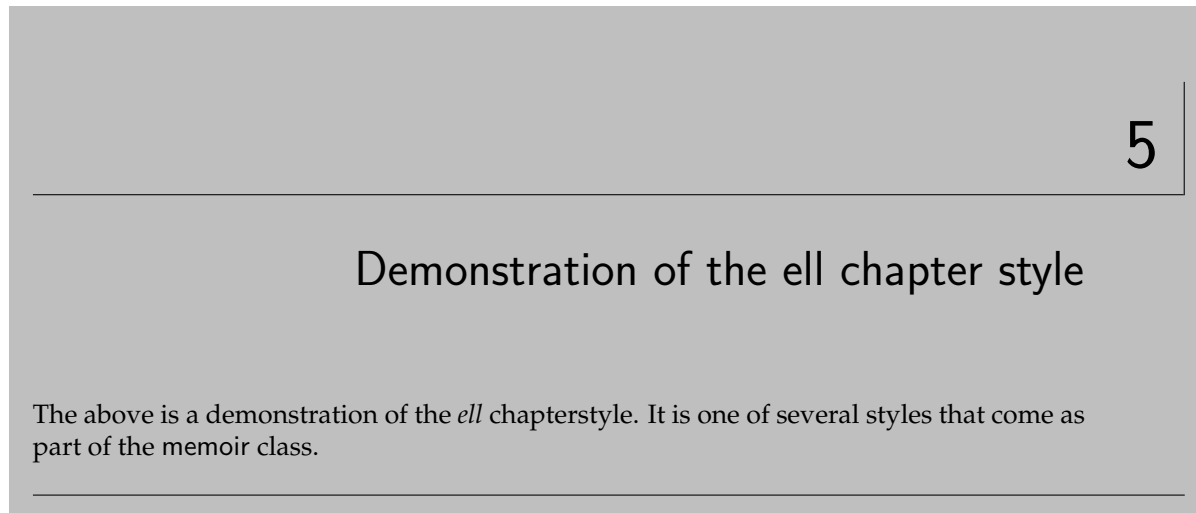 5
Demonstration of the ell chapter style
The above is a demonstration of the ell chapterstyle. It is one of several styles that come as
part of the memoir class.